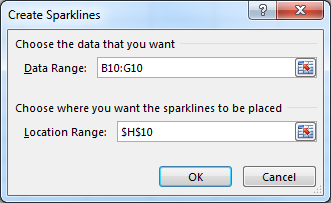 Create Sparklines
?
Choose the data that you want
Data Range: B10:G10
Choose where you want the sparklines to be placed
Location Range: $H$10
OK Cancel